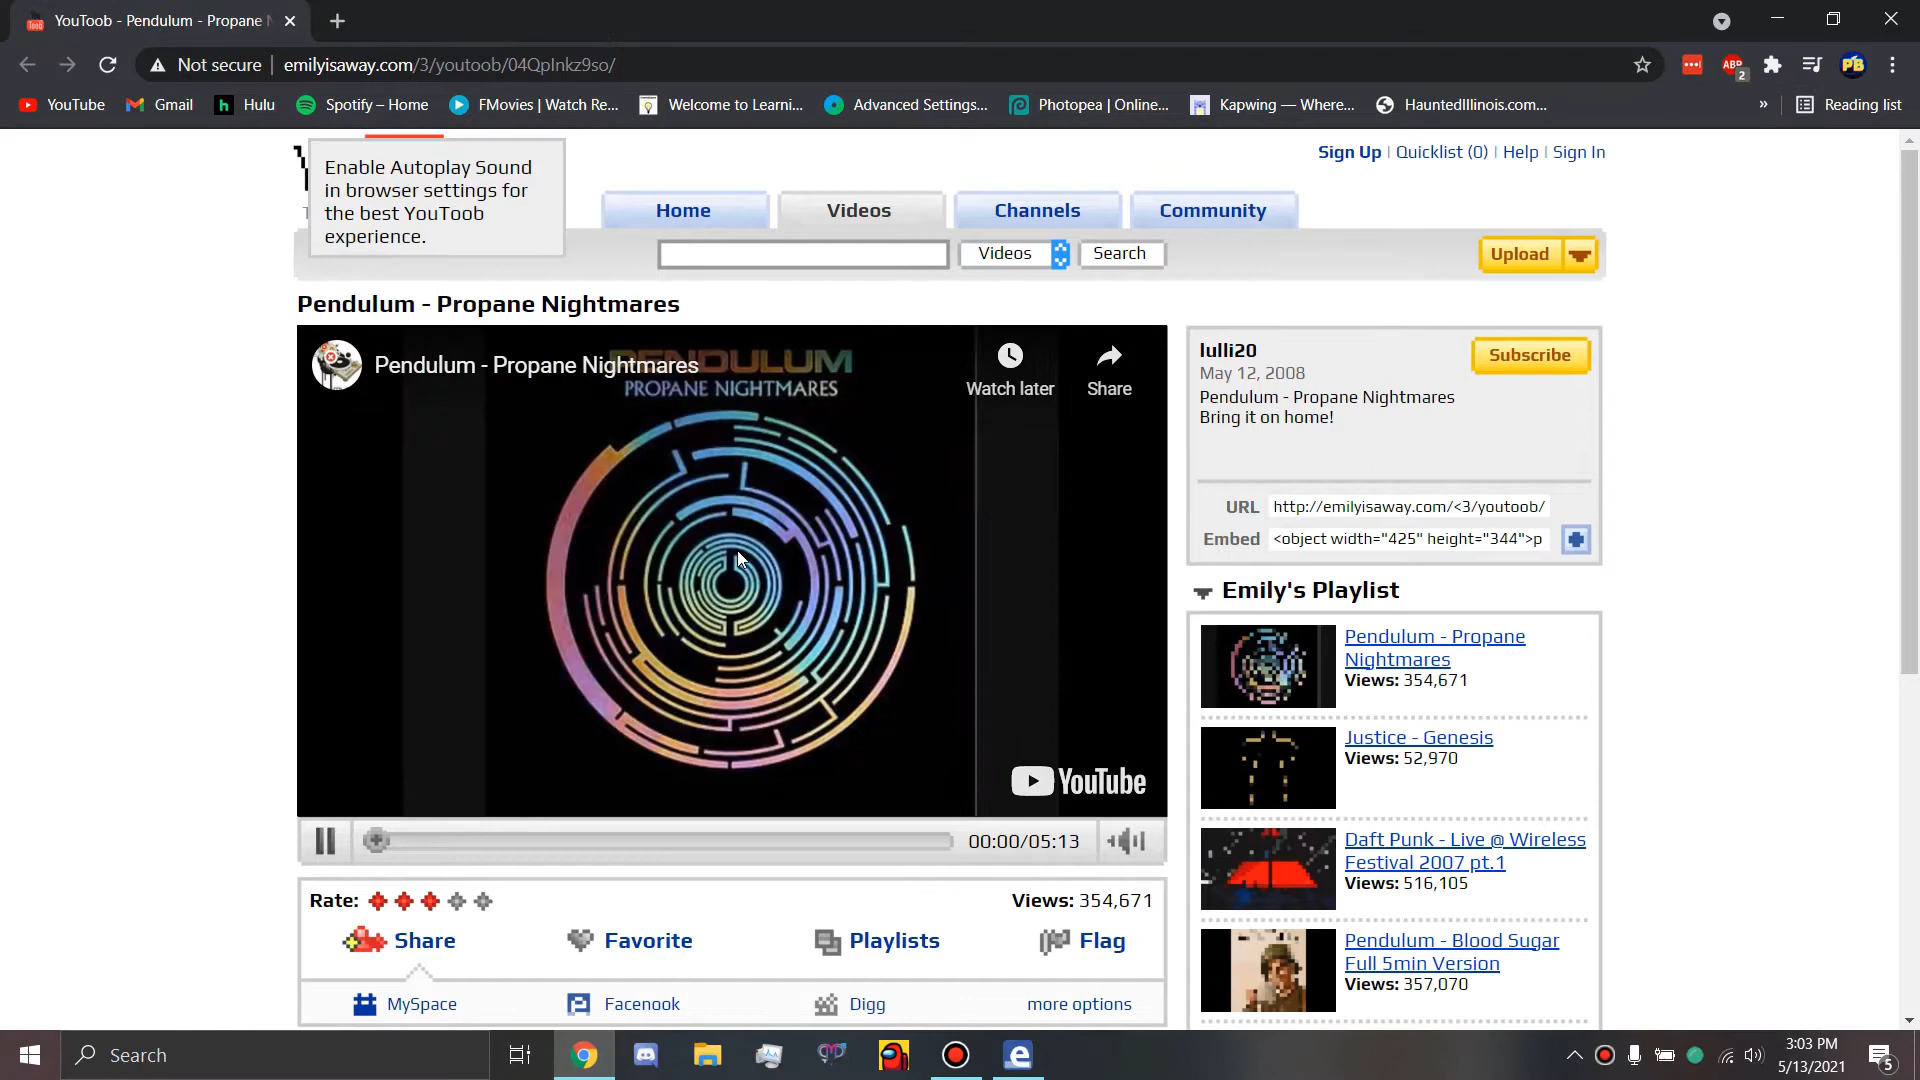 YouToob - Pendulum - Propane N
Not secure
emilyisaway.com/3/youtoob/04QpInkz9so/
ABP
2
PB
YouTube
Gmail
Hulu
Spotify – Home
FMovies | Watch Re...
Welcome to Learni...
Advanced Settings...
Photopea | Online...
Kapwing — Where...
HauntedIllinois.com...
»
Reading list
Enable Autoplay Sound
in browser settings for
the best YouToob
experience.
Sign Up | Quicklist (0) | Help | Sign In
Home
Videos
Channels
Community
Videos
Search
Upload
Pendulum - Propane Nightmares
Pendulum - Propane Nightmares
PENDULUM
PROPANE NIGHTMARES
Watch later
Share
YouTube
00:00/05:13
Rate:
Views: 354,671
Share
Favorite
Playlists
Flag
MySpace
Facenook
Digg
more options
lulli20
Subscribe
May 12, 2008
Pendulum - Propane Nightmares
Bring it on home!
URL
http://emilyisaway.com/<3/youtoob/
Embed
<object width="425" height="344">p
Emily's Playlist
Pendulum - Propane
Nightmares
Views: 354,671
Justice - Genesis
Views: 52,970
Daft Punk - Live @ Wireless
Festival 2007 pt.1
Views: 516,105
Pendulum - Blood Sugar
Full 5min Version
Views: 357,070
Search
3:03 PM
5/13/2021
5